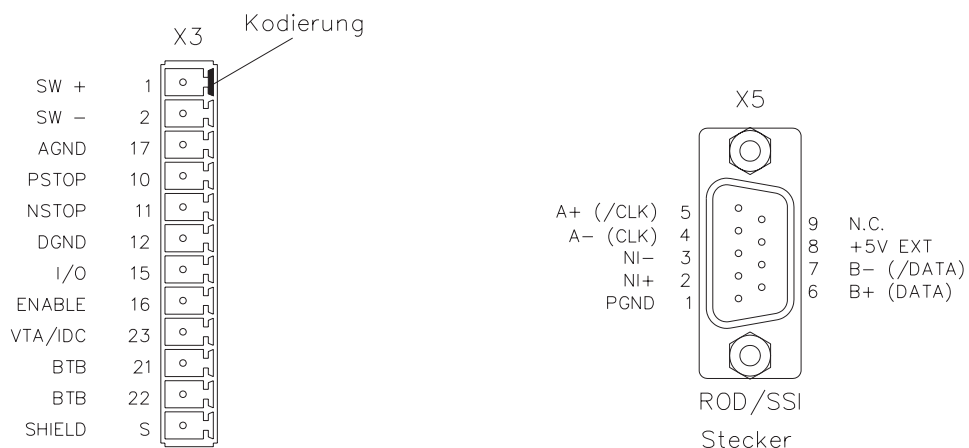 Kodierung
X3
SW + 1
SW - 2
AGND 17
PSTOP 10
NSTOP 11
DGND 12
I/O 15
ENABLE 16
VTA/IDC 23
BTB 21
BTB 22
SHIELD S
X5
A+ (/CLK) 5
A- (CLK) 4
NI- 3
NI+ 2
PGND 1
9 N.C.
8 +5V EXT
7 B- (/DATA)
6 B+ (DATA)
ROD/SSI
Stecker